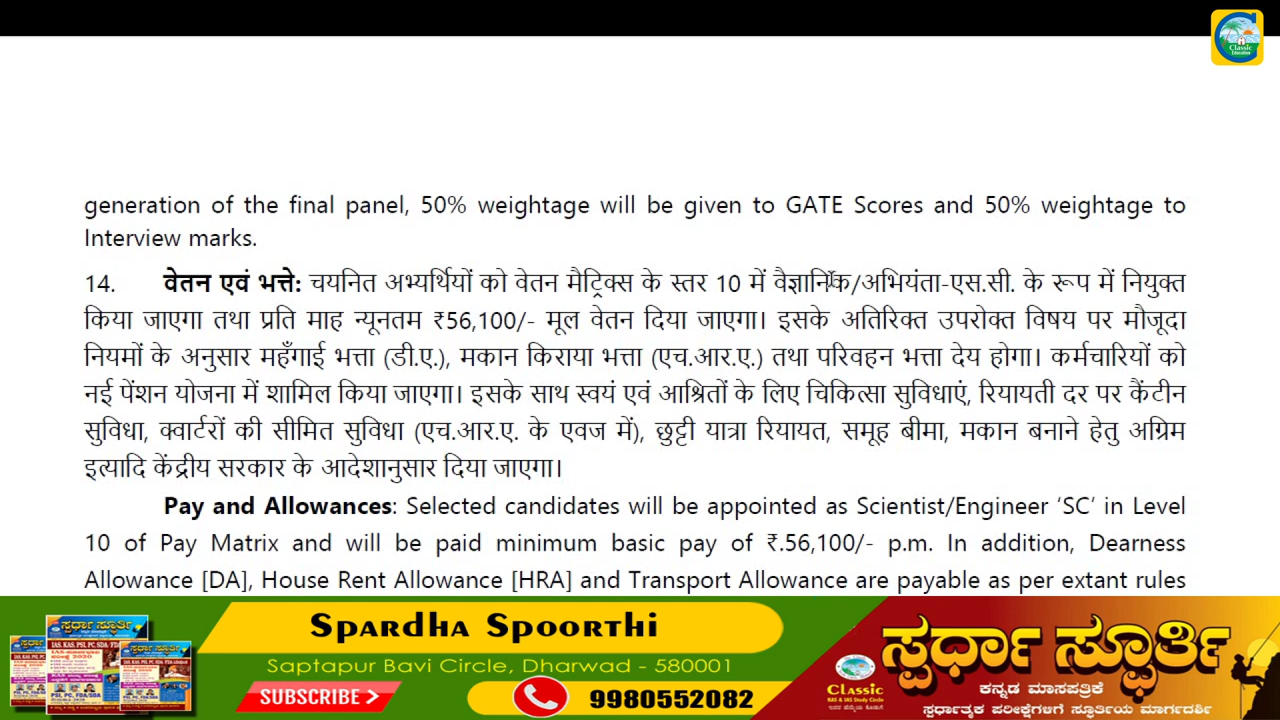 Classic
Education
generation of the final panel, 50% weightage will be given to GATE Scores and 50% weightage to
Interview marks.
14. वेतन एवं भत्ते: चयनित अभ्यर्थियों को वेतन मैट्रिक्स के स्तर 10 में वैज्ञानिक/अभियंता-एस.सी. के रूप में नियुक्त
किया जाएगा तथा प्रति माह न्यूनतम ₹56,100/- मूल वेतन दिया जाएगा। इसके अतिरिक्त उपरोक्त विषय पर मौजूदा
नियमों के अनुसार महँगाई भत्ता (डी.ए.), मकान किराया भत्ता (एच.आर.ए.) तथा परिवहन भत्ता देय होगा। कर्मचारियों को
नई पेंशन योजना में शामिल किया जाएगा। इसके साथ स्वयं एवं आश्रितों के लिए चिकित्सा सुविधाएं, रियायती दर पर कैंटीन
सुविधा, क्वार्टरों की सीमित सुविधा (एच.आर.ए. के एवज में), छुट्टी यात्रा रियायत, समूह बीमा, मकान बनाने हेतु अग्रिम
इत्यादि केंद्रीय सरकार के आदेशानुसार दिया जाएगा।
Pay and Allowances: Selected candidates will be appointed as Scientist/Engineer ‘SC’ in Level
10 of Pay Matrix and will be paid minimum basic pay of ₹.56,100/- p.m. In addition, Dearness
Allowance [DA], House Rent Allowance [HRA] and Transport Allowance are payable as per extant rules
ಸ್ಪರ್ಧಾ ಸ್ಫೂರ್ತಿ
Spardha Spoorthi
Saptapur Bavi Circle, Dharwad - 580001
SUBSCRIBE
9980552082
Classic
KAS & IAS Study Circle
ಸ್ಪರ್ಧಾ ಸ್ಫೂರ್ತಿ
ಕನ್ನಡ ಮಾಸಪತ್ರಿಕೆ
ಸ್ಪರ್ಧಾತ್ಮಕ ಪರೀಕ್ಷೆಗಳಿಗೆ ಸ್ಫೂರ್ತಿಯ ಮಾರ್ಗದರ್ಶಿ